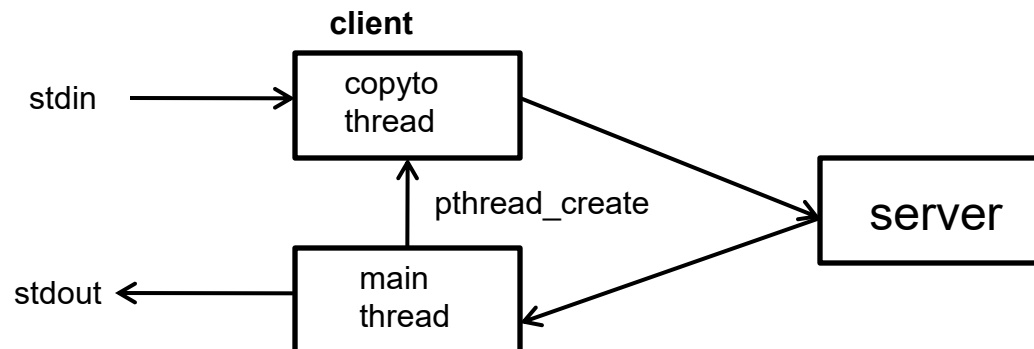 client
stdin
copyto
thread
pthread_create
server
stdout
main
thread